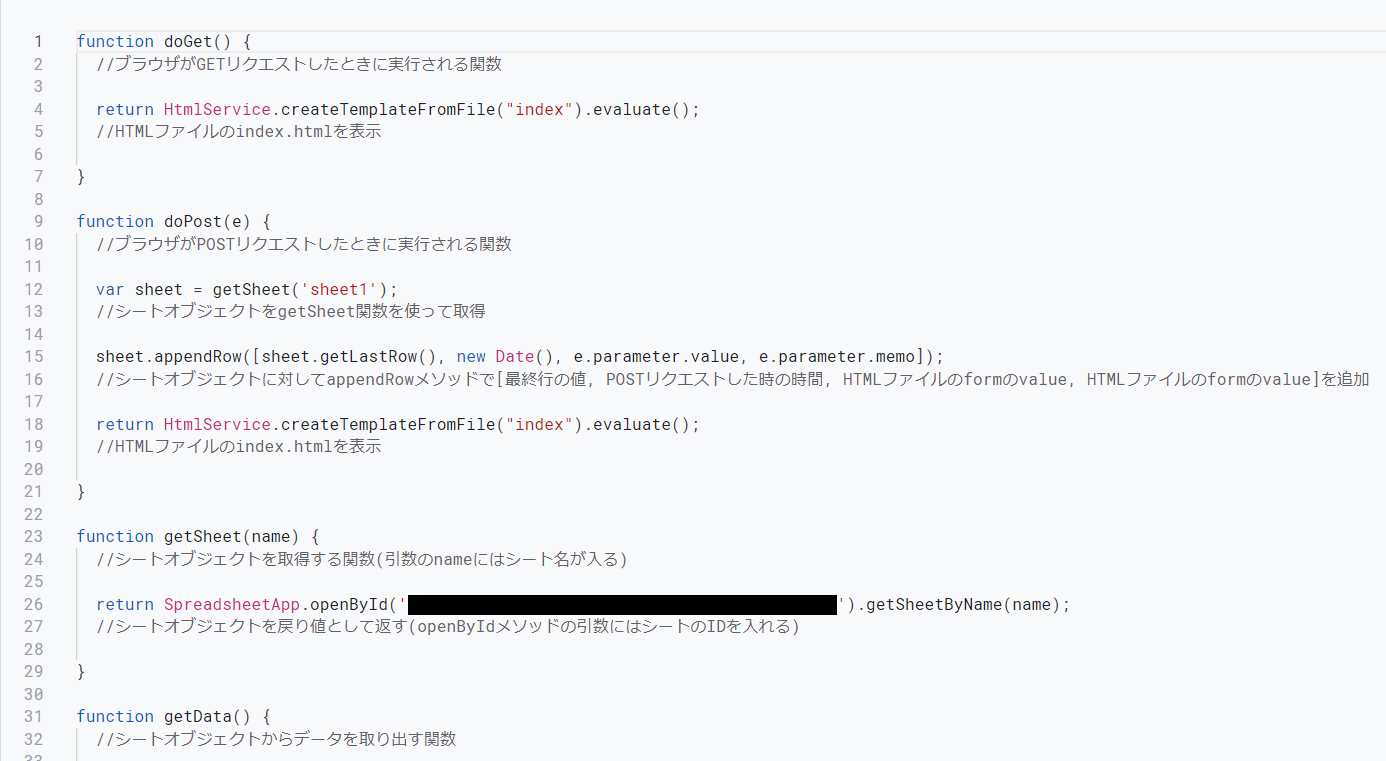 1 function doGet() {
2 //ブラウザがGETリクエストしたときに実行される関数
3
4 return HtmlService.createTemplateFromFile("index").evaluate();
5 //HTMLファイルのindex.htmlを表示
6
7 }
8
9 function doPost(e) {
10 //ブラウザがPOSTリクエストしたときに実行される関数
11
12 var sheet = getSheet('sheet1');
13 //シートオブジェクトをgetSheet関数を使って取得
14
15 sheet.appendRow([sheet.getLastRow(), new Date(), e.parameter.value, e.parameter.memo]);
16 //シートオブジェクトに対してappendRowメソッドで[最終行の値, POSTリクエストした時の時間, HTMLファイルのformのvalue, HTMLファイルのformのvalue]を追加
17
18 return HtmlService.createTemplateFromFile("index").evaluate();
19 //HTMLファイルのindex.htmlを表示
20
21 }
22
23 function getSheet(name) {
24 //シートオブジェクトを取得する関数(引数のnameにはシート名が入る)
25
26 return SpreadsheetApp.openById('').getSheetByName(name);
27 //シートオブジェクトを戻り値として返す(openByIdメソッドの引数にはシートのIDを入れる)
28
29 }
30
31 function getData() {
32 //シートオブジェクトからデータを取り出す関数
33